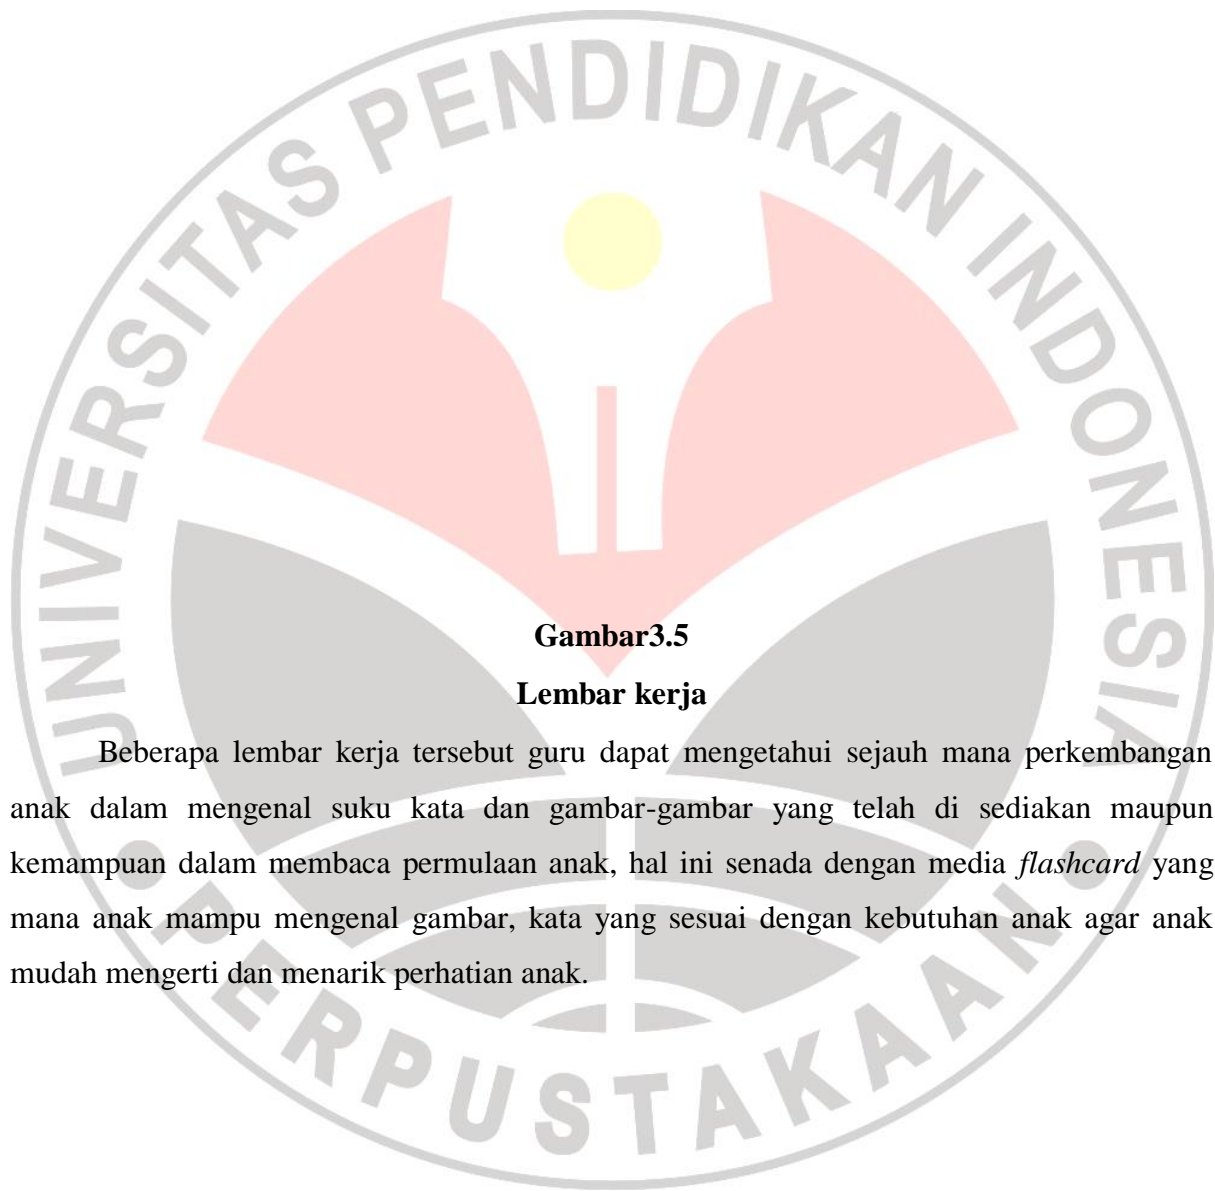 UNIVERSITAS PENDIDIKAN INDONESIA
Gambar3.5
Lembar kerja
Beberapa lembar kerja tersebut guru dapat mengetahui sejauh mana perkembangan
anak dalam mengenal suku kata dan gambar-gambar yang telah di sediakan maupun
kemampuan dalam membaca permulaan anak, hal ini senada dengan media flashcard yang
mana anak mampu mengenal gambar, kata yang sesuai dengan kebutuhan anak agar anak
mudah mengerti dan menarik perhatian anak.
PERPUSTAKAAN